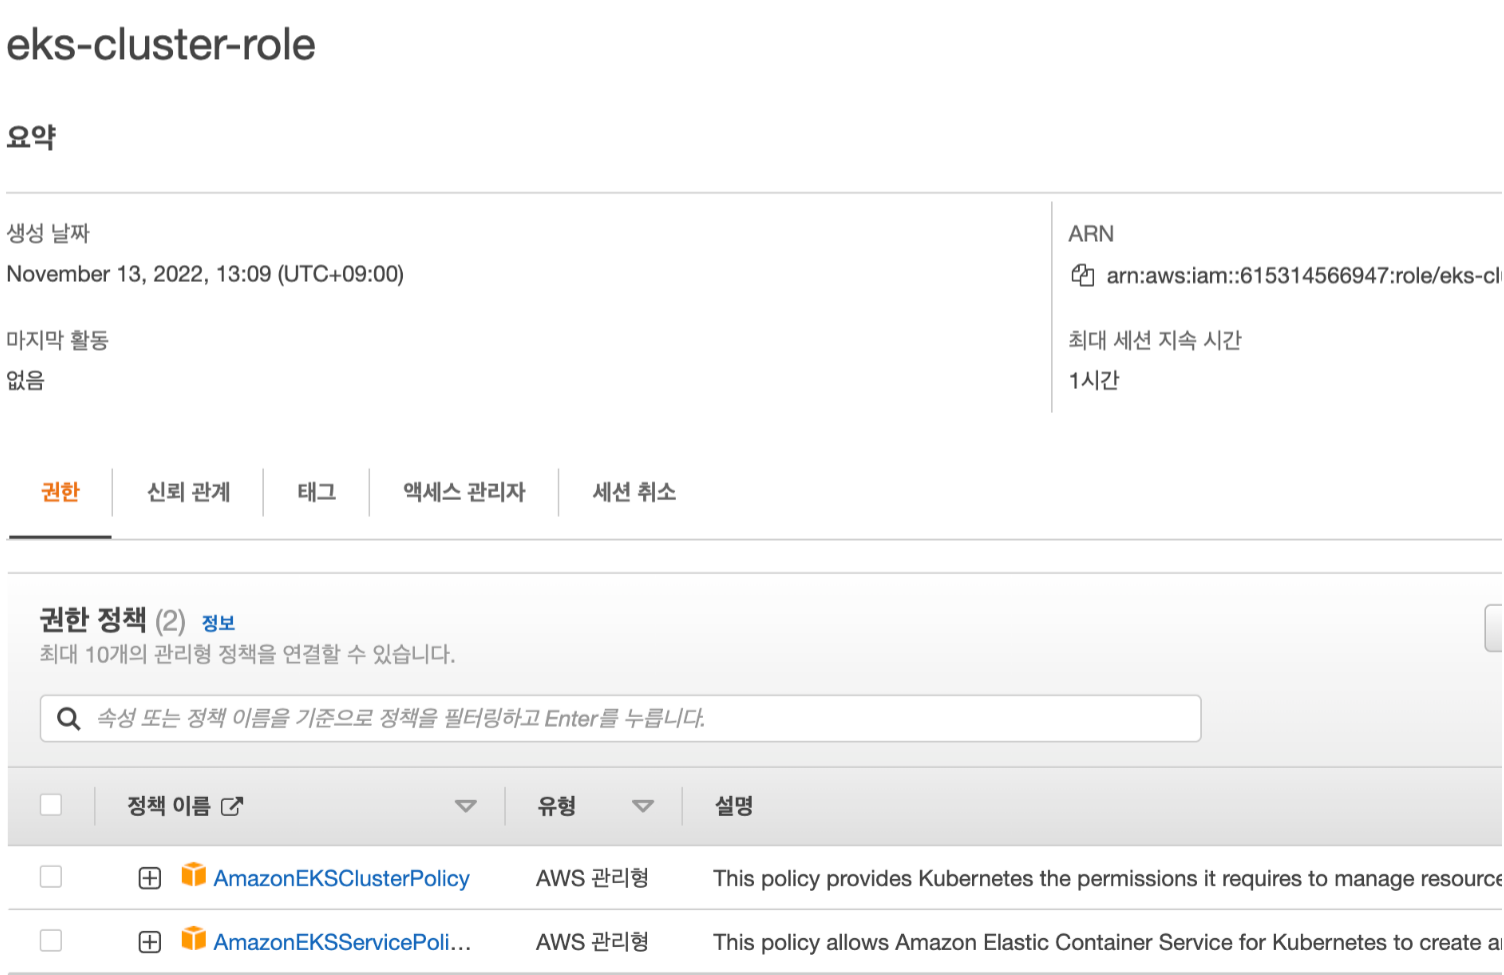 eks-cluster-role
요약
생성 날짜
November 13, 2022, 13:09 (UTC+09:00)
마지막 활동
없음
ARN
arn:aws:iam::615314566947:role/eks-cl
최대 세션 지속 시간
1시간
권한 신뢰 관계 태그 액세스 관리자 세션 취소
권한 정책 (2) 정보
최대 10개의 관리형 정책을 연결할 수 있습니다.
속성 또는 정책 이름을 기준으로 정책을 필터링하고 Enter를 누릅니다.
정책 이름 유형 설명
AmazonEKSClusterPolicy AWS 관리형 This policy provides Kubernetes the permissions it requires to manage resource
AmazonEKSServicePoli... AWS 관리형 This policy allows Amazon Elastic Container Service for Kubernetes to create a